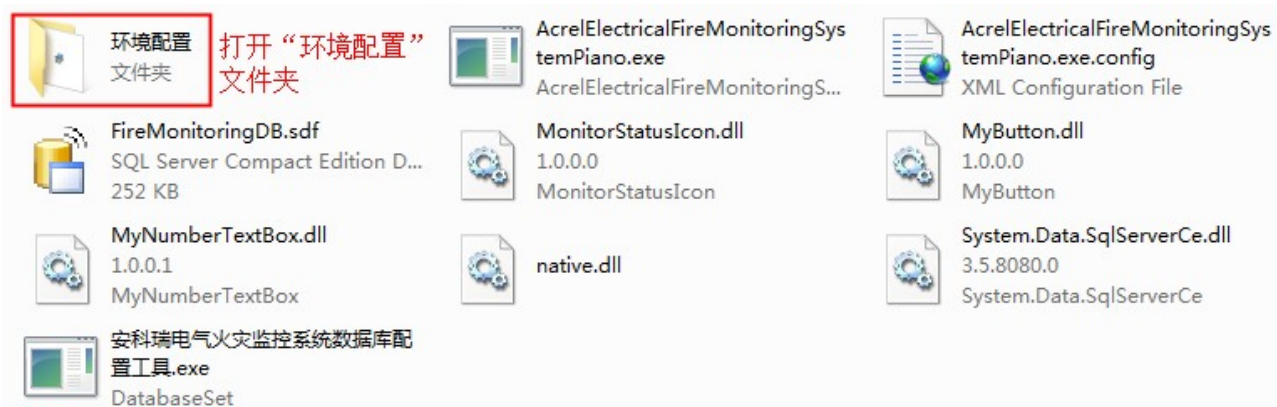 环境配置
文件夹
打开“环境配置”
文件夹
AcrelElectricalFireMonitoringSys
temPiano.exe
AcrelElectricalFireMonitoringS...
AcrelElectricalFireMonitoringSys
temPiano.exe.config
XML Configuration File
FireMonitoringDB.sdf
SQL Server Compact Edition D...
252 KB
MonitorStatusIcon.dll
1.0.0.0
MonitorStatusIcon
MyButton.dll
1.0.0.0
MyButton
MyNumberTextBox.dll
1.0.0.1
MyNumberTextBox
native.dll
System.Data.SqlServerCe.dll
3.5.8080.0
System.Data.SqlServerCe
安科瑞电气火灾监控系统数据库配
置工具.exe
DatabaseSet